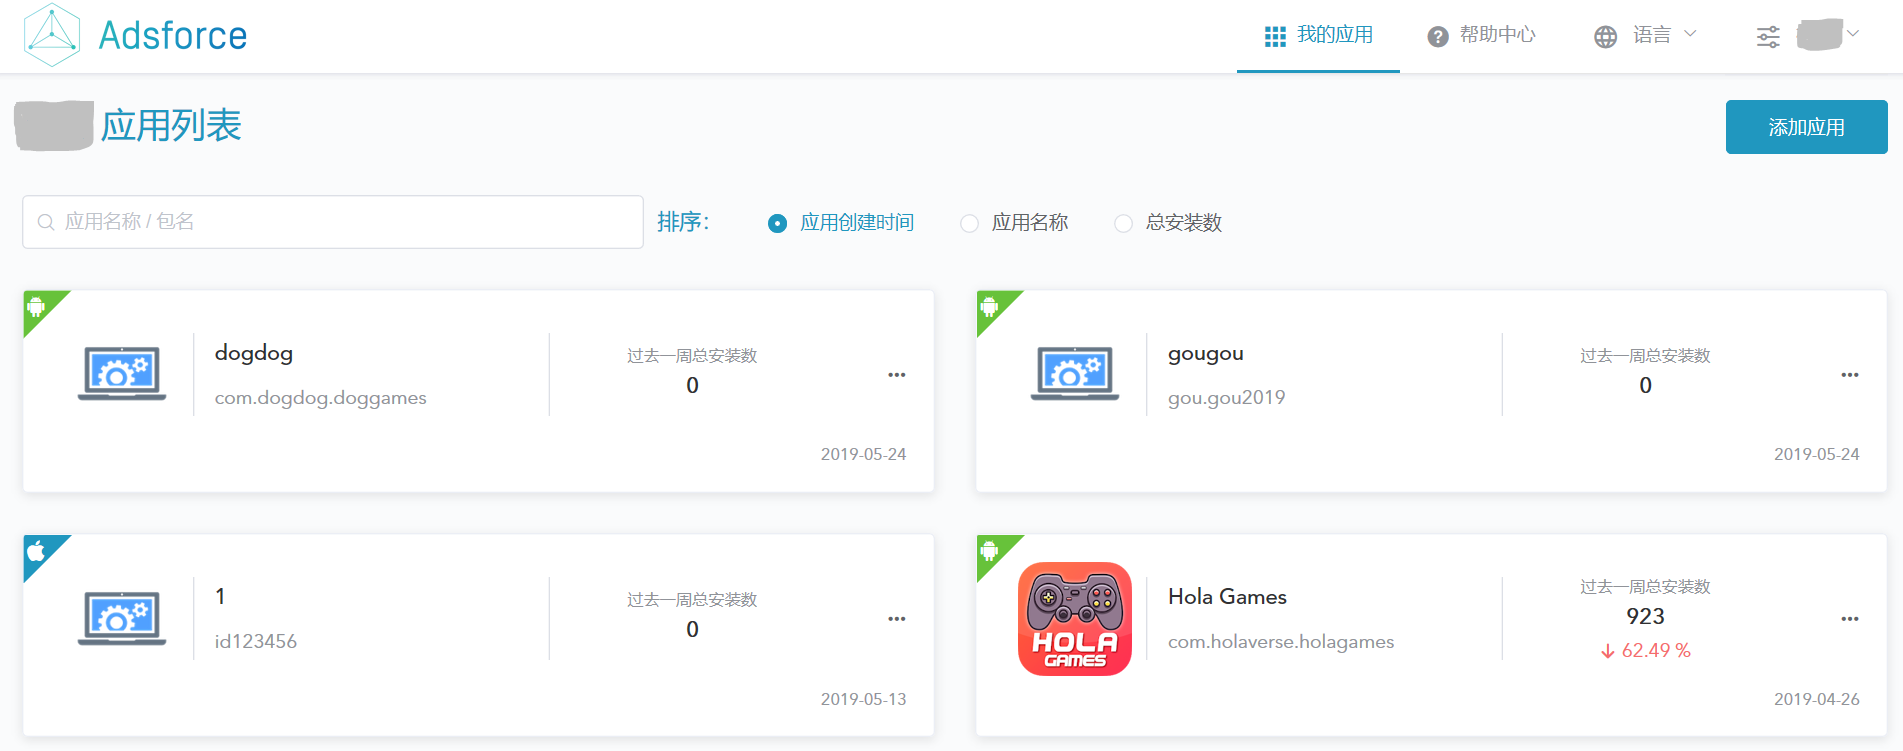 Adsforce
我的应用
帮助中心
语言
应用列表
添加应用
应用名称 / 包名
排序：
应用创建时间
应用名称
总安装数
dogdog
com.dogdog.doggames
过去一周总安装数
0
2019-05-24
gougou
gou.gou2019
过去一周总安装数
0
2019-05-24
1
id123456
过去一周总安装数
0
2019-05-13
HOLA
GAMES
Hola Games
com.holaverse.holagames
过去一周总安装数
923
↓ 62.49 %
2019-04-26